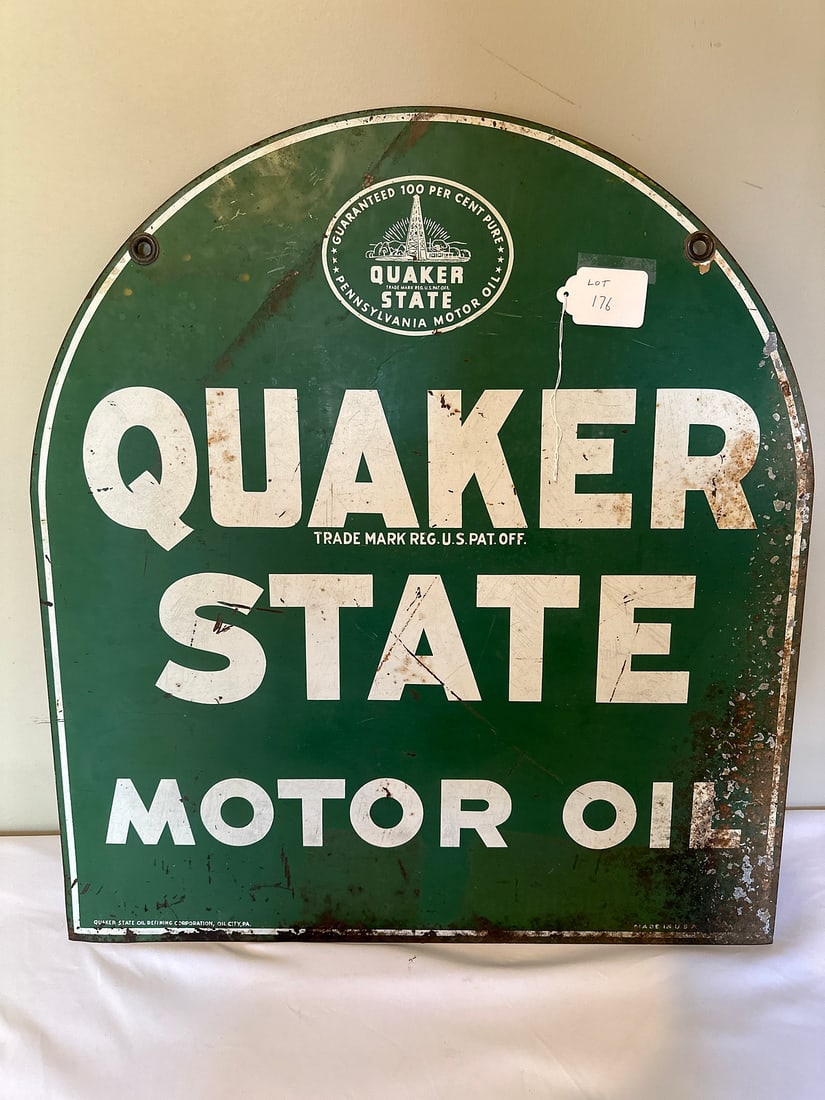 GUARANTEED 100 PER CENT PURE
QUAKER
TRADE MARK REG. U.S. PAT. OFF.
STATE
★ PENNSYLVANIA MOTOR OIL ★
LOT
176
QUAKER
TRADE MARK REG. U.S. PAT. OFF.
STATE
MOTOR OIL
QUAKER STATE OIL REFINING CORPORATION, OIL CITY, PA.
MADE IN U.S.A.